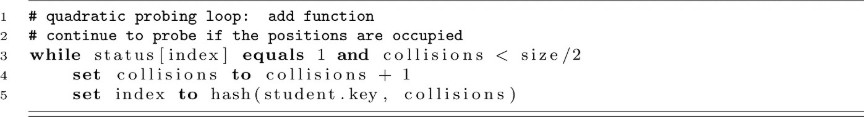 1 # quadratic probing loop: add function
2 # continue to probe if the positions are occupied
3 while status[index] equals 1 and collisions < size/2
4 set collisions to collisions + 1
5 set index to hash(student.key, collisions)